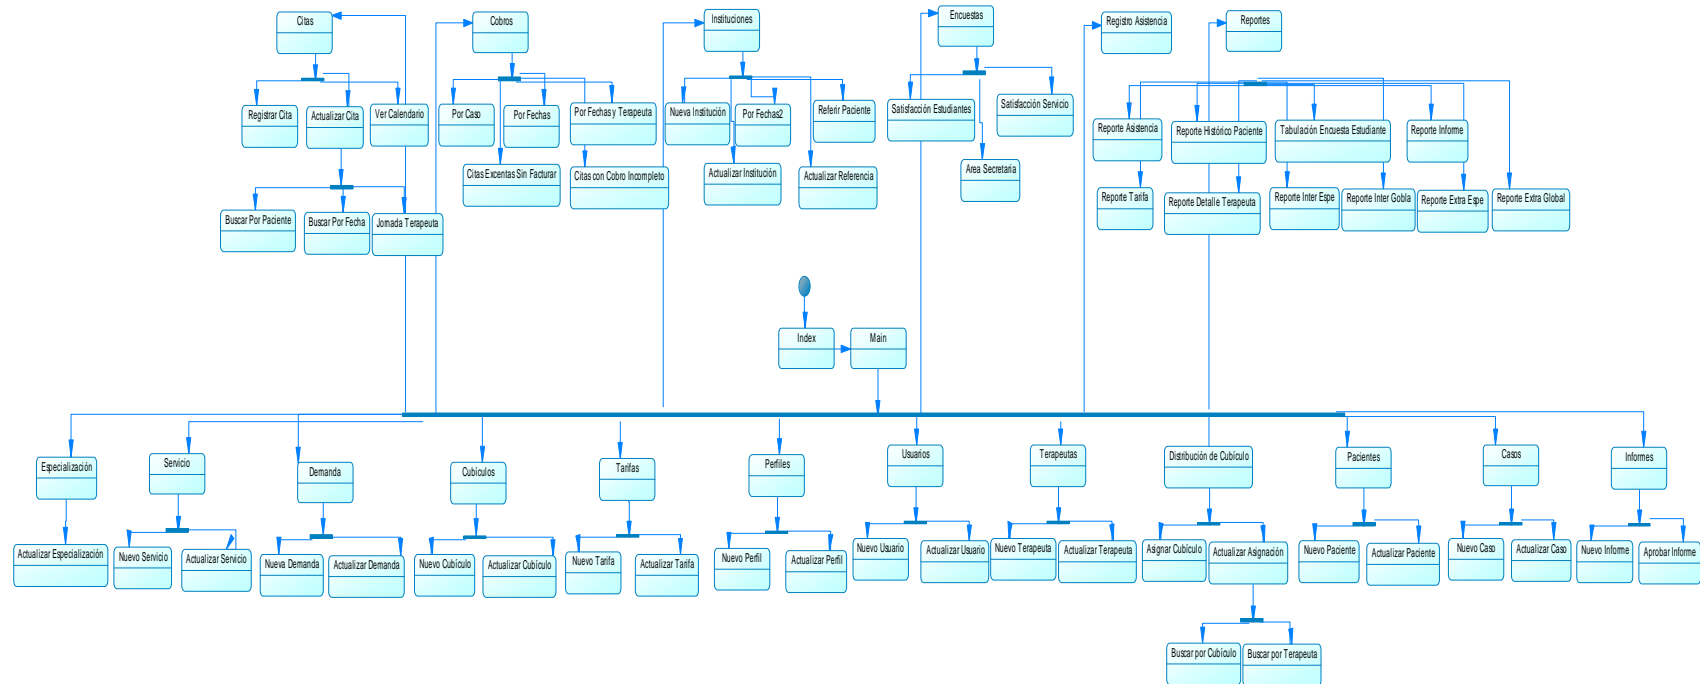 Citas
Cobros
Instituciones
Encuestas
Registro Asistencia
Reportes
Registrar Cita
Actualizar Cita
Ver Calendario
Por Caso
Por Fechas
Por Fechas y Terapeuta
Nueva Institución
Por Fechas2
Referir Paciente
Satisfacción Estudiantes
Satisfacción Servicio
Reporte Asistencia
Reporte Histórico Paciente
Tabulación Encuesta Estudiante
Reporte Informe
Citas Excentas Sin Facturar
Citas con Cobro Incompleto
Actualizar Institución
Actualizar Referencia
Area Secretaria
Reporte Tarifa
Reporte Detalle Terapeuta
Reporte Inter Espe
Reporte Inter Gobla
Reporte Extra Espe
Reporte Extra Global
Buscar Por Paciente
Buscar Por Fecha
Jornada Terapeuta
Index
Main
Especialización
Servicio
Demanda
Cubículos
Tarifas
Perfiles
Usuarios
Terapeutas
Distribución de Cubículo
Pacientes
Casos
Informes
Actualizar Especialización
Nuevo Servicio
Actualizar Servicio
Nueva Demanda
Actualizar Demanda
Nuevo Cubículo
Actualizar Cubículo
Nuevo Tarifa
Actualizar Tarifa
Nuevo Perfil
Actualizar Perfil
Nuevo Usuario
Actualizar Usuario
Nuevo Terapeuta
Actualizar Terapeuta
Asignar Cubículo
Actualizar Asignación
Nuevo Paciente
Actualizar Paciente
Nuevo Caso
Actualizar Caso
Nuevo Informe
Aprobar Informe
Buscar por Cubículo
Buscar por Terapeuta